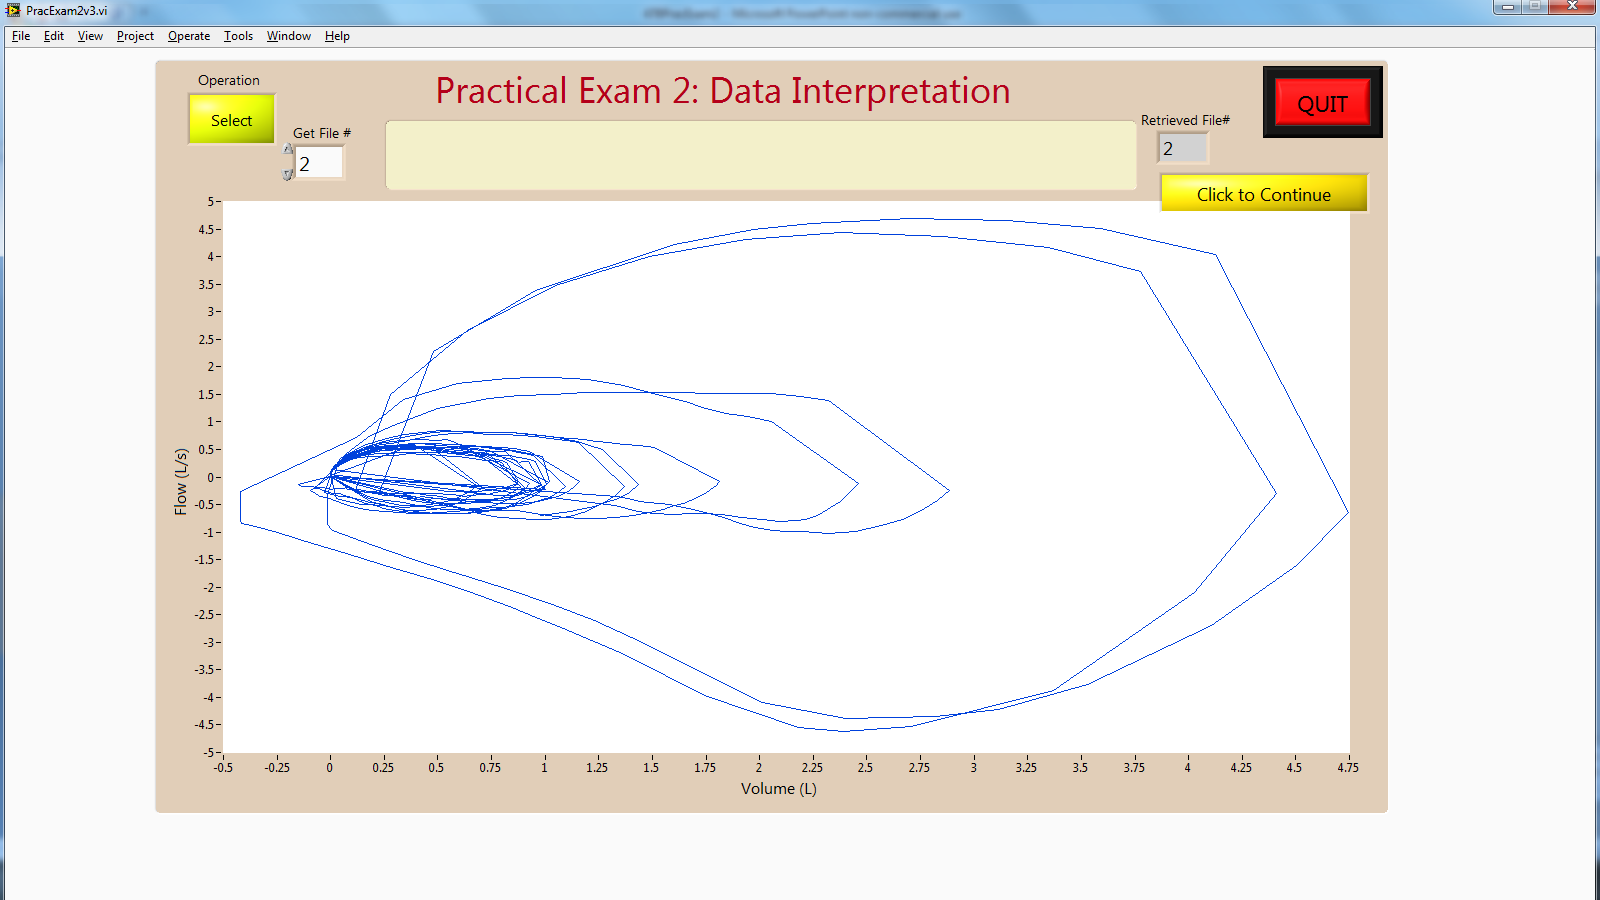 PracExam2v3.vi
File Edit View Project Operate Tools Window Help
Operation
Practical Exam 2: Data Interpretation
QUIT
Select
Get File #
2
Retrieved File#
2
Click to Continue
5
4.5
4
3.5
3
2.5
2
1.5
1
0.5
0
-0.5
-1
-1.5
-2
-2.5
-3
-3.5
-4
-4.5
-5
Flow (L/s)
-0.5 -0.25 0 0.25 0.5 0.75 1 1.25 1.5 1.75 2 2.25 2.5 2.75 3 3.25 3.5 3.75 4 4.25 4.5 4.75
Volume (L)